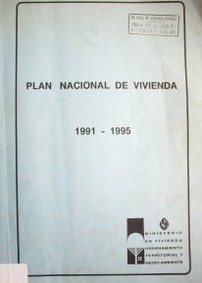 PLAN NACIONAL DE VIVIENDA
1991 - 1995
MINISTERIO
DE VIVIENDA
ORDENAMIENTO
TERRITORIAL Y
MEDIO AMBIENTE